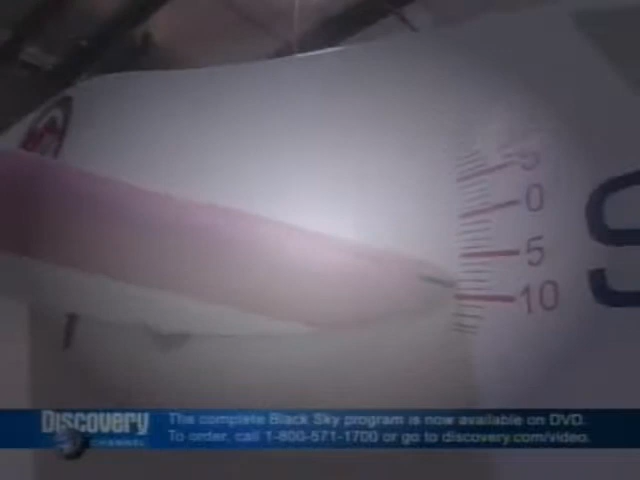 5
0
5
10
S
Discovery
CHANNEL
The complete Black Sky program is now available on DVD.
To order, call 1-800-571-1700 or go to discovery.com/video.